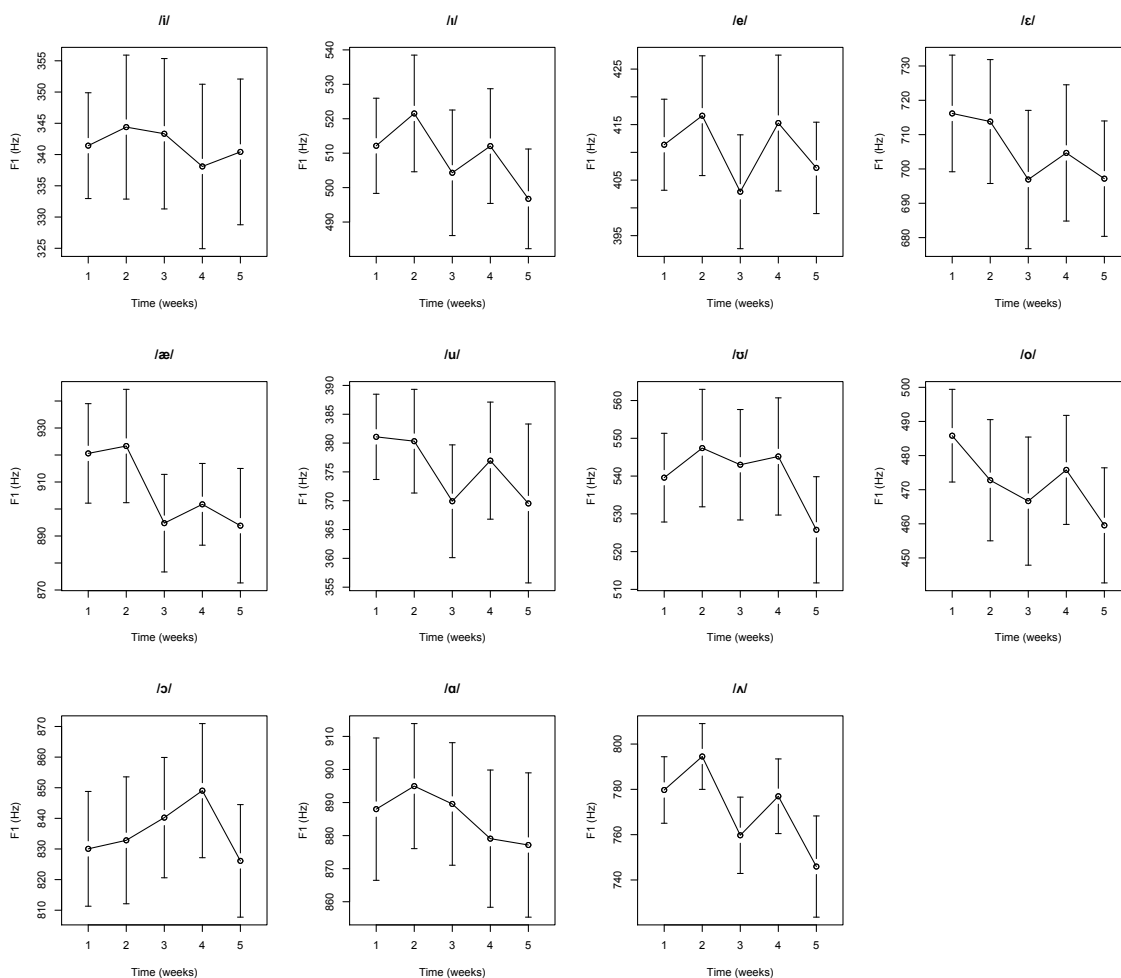 /i/
F1 (Hz)
325 330 335 340 345 350 355
1 2 3 4 5
Time (weeks)
/ı/
F1 (Hz)
490 500 510 520 530 540
1 2 3 4 5
Time (weeks)
/e/
F1 (Hz)
395 405 415 425
1 2 3 4 5
Time (weeks)
/ɛ/
F1 (Hz)
680 690 700 710 720 730
1 2 3 4 5
Time (weeks)
/æ/
F1 (Hz)
870 890 910 930
1 2 3 4 5
Time (weeks)
/u/
F1 (Hz)
355 360 365 370 375 380 385 390
1 2 3 4 5
Time (weeks)
/ʊ/
F1 (Hz)
510 520 530 540 550 560
1 2 3 4 5
Time (weeks)
/o/
F1 (Hz)
450 460 470 480 490 500
1 2 3 4 5
Time (weeks)
/ɔ/
F1 (Hz)
810 820 830 840 850 860 870
1 2 3 4 5
Time (weeks)
/ɑ/
F1 (Hz)
860 870 880 890 900 910
1 2 3 4 5
Time (weeks)
/ʌ/
F1 (Hz)
740 760 780 800
1 2 3 4 5
Time (weeks)